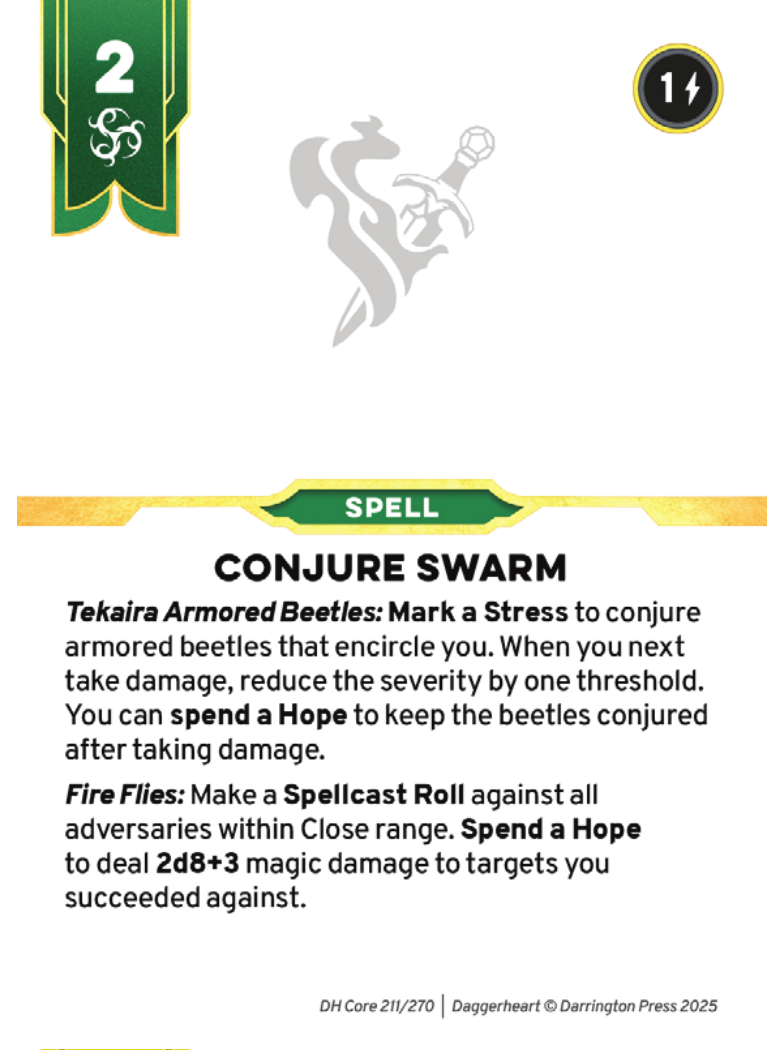 2
1
SPELL
CONJURE SWARM
Tekaira Armored Beetles: Mark a Stress to conjure
armored beetles that encircle you. When you next
take damage, reduce the severity by one threshold.
You can spend a Hope to keep the beetles conjured
after taking damage.
Fire Flies: Make a Spellcast Roll against all
adversaries within Close range. Spend a Hope
to deal 2d8+3 magic damage to targets you
succeeded against.
DH Core 211/270 | Daggerheart © Darrington Press 2025